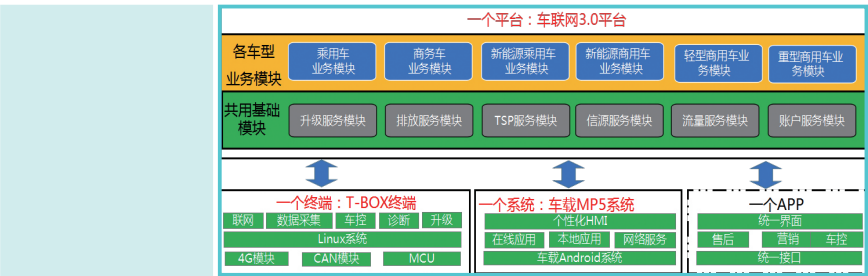 一个平台：车联网3.0平台
各车型
业务模块
乘用车
业务模块
商务车
业务模块
新能源乘用车
业务模块
新能源商用车
业务模块
轻型商用车业
务模块
重型商用车业
务模块
共用基础
模块
升级服务模块
排放服务模块
TSP服务模块
信源服务模块
流量服务模块
账户服务模块
一个终端：T-BOX终端
联网 数据采集 车控 诊断 升级
Linux系统
4G模块 CAN模块 MCU
一个系统：车载MP5系统
个性化HMI
在线应用 本地应用 网络服务
车载Android系统
一个APP
统一界面
售后 营销 车控
统一接口